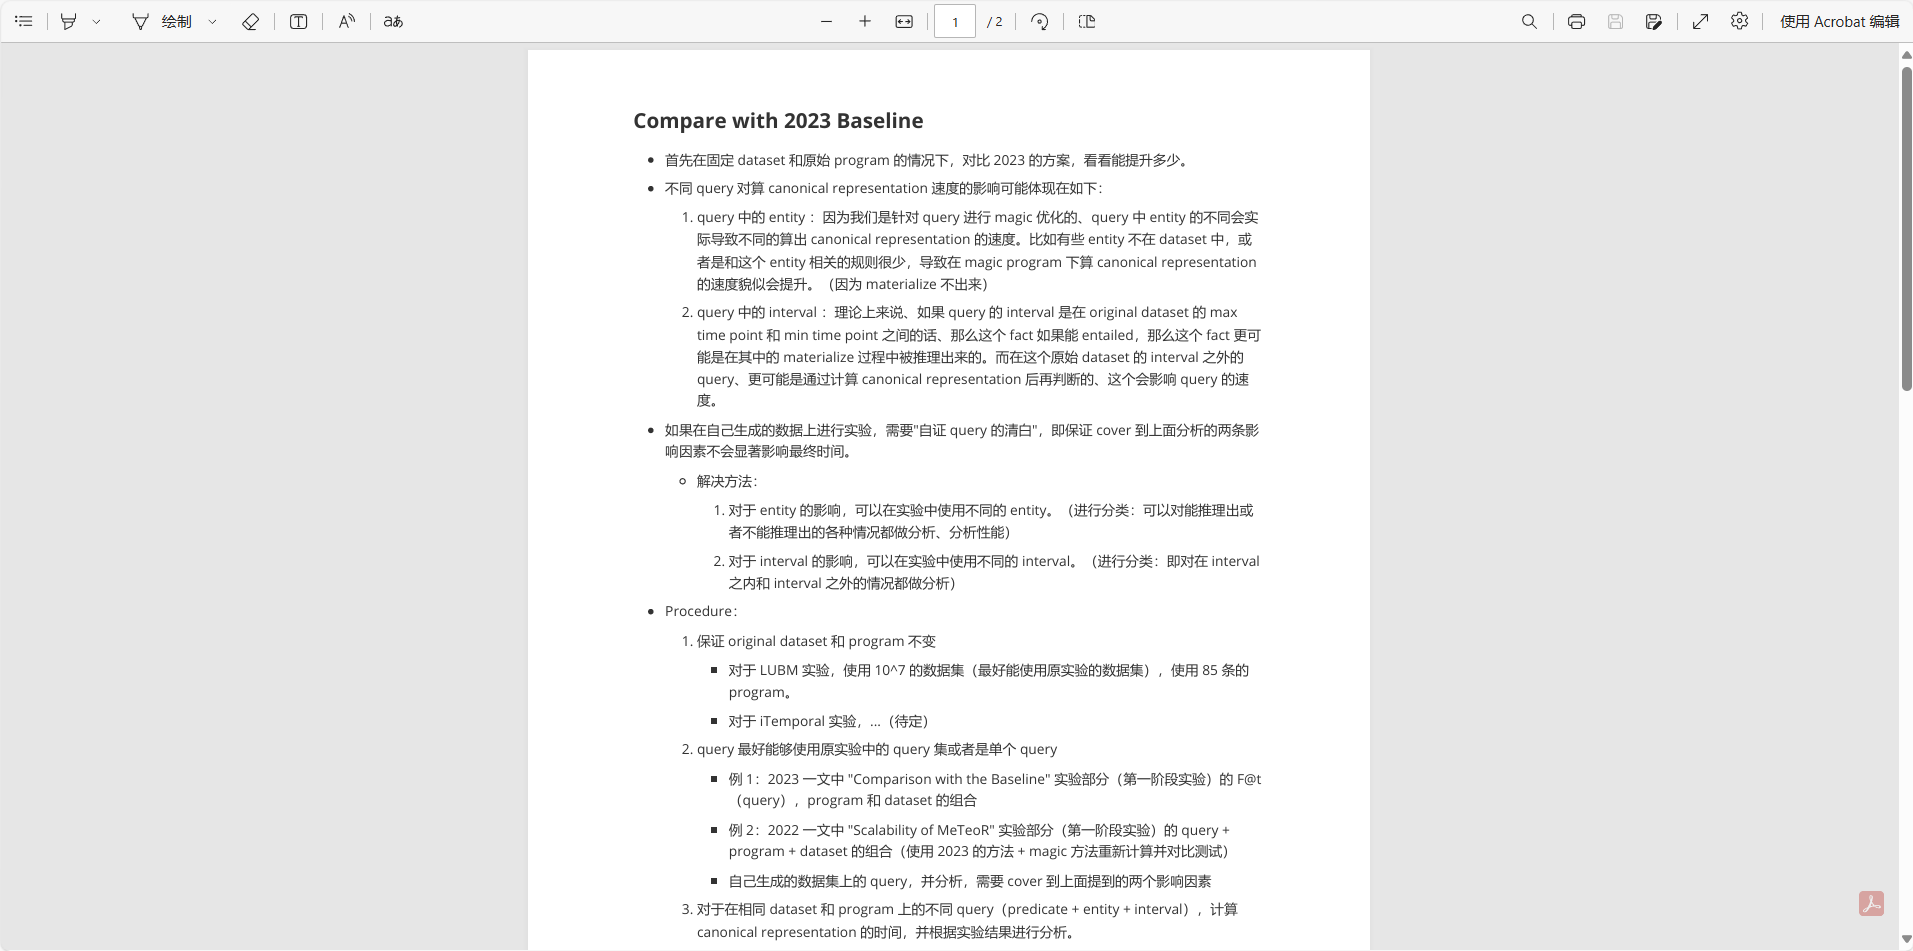 绘制
aあ
1
/ 2
使用 Acrobat 编辑
Compare with 2023 Baseline
首先在固定 dataset 和原始 program 的情况下，对比 2023 的方案，看看能提升多少。
不同 query 对算 canonical representation 速度的影响可能体现在如下：
1. query 中的 entity ：因为我们是针对 query 进行 magic 优化的、query 中 entity 的不同会实
际导致不同的算出 canonical representation 的速度。比如有些 entity 不在 dataset 中，或
者是和这个 entity 相关的规则很少，导致在 magic program 下算 canonical representation
的速度貌似会提升。（因为 materialize 不出来）
2. query 中的 interval ：理论上来说、如果 query 的 interval 是在 original dataset 的 max
time point 和 min time point 之间的话、那么这个 fact 如果能 entailed，那么这个 fact 更可
能是在其中的 materialize 过程中被推理出来的。而在这个原始 dataset 的 interval 之外的
query、更可能是通过计算 canonical representation 后再判断的、这个会影响 query 的速
度。
如果在自己生成的数据上进行实验，需要"自证 query 的清白"，即保证 cover 到上面分析的两条影
响因素不会显著影响最终时间。
解决方法：
1. 对于 entity 的影响，可以在实验中使用不同的 entity。（进行分类：可以对能推理出或
者不能推理出的各种情况都做分析、分析性能）
2. 对于 interval 的影响，可以在实验中使用不同的 interval。（进行分类：即对在 interval
之内和 interval 之外的情况都做分析）
Procedure：
1. 保证 original dataset 和 program 不变
对于 LUBM 实验，使用 10^7 的数据集（最好能使用原实验的数据集），使用 85 条的
program。
对于 iTemporal 实验，...（待定）
2. query 最好能够使用原实验中的 query 集或者是单个 query
例 1：2023 一文中 "Comparison with the Baseline" 实验部分（第一阶段实验）的 F@t
（query），program 和 dataset 的组合
例 2：2022 一文中 "Scalability of MeTeoR" 实验部分（第一阶段实验）的 query +
program + dataset 的组合（使用 2023 的方法 + magic 方法重新计算并对比测试）
自己生成的数据集上的 query，并分析，需要 cover 到上面提到的两个影响因素
3. 对于在相同 dataset 和 program 上的不同 query（predicate + entity + interval），计算
canonical representation 的时间，并根据实验结果进行分析。